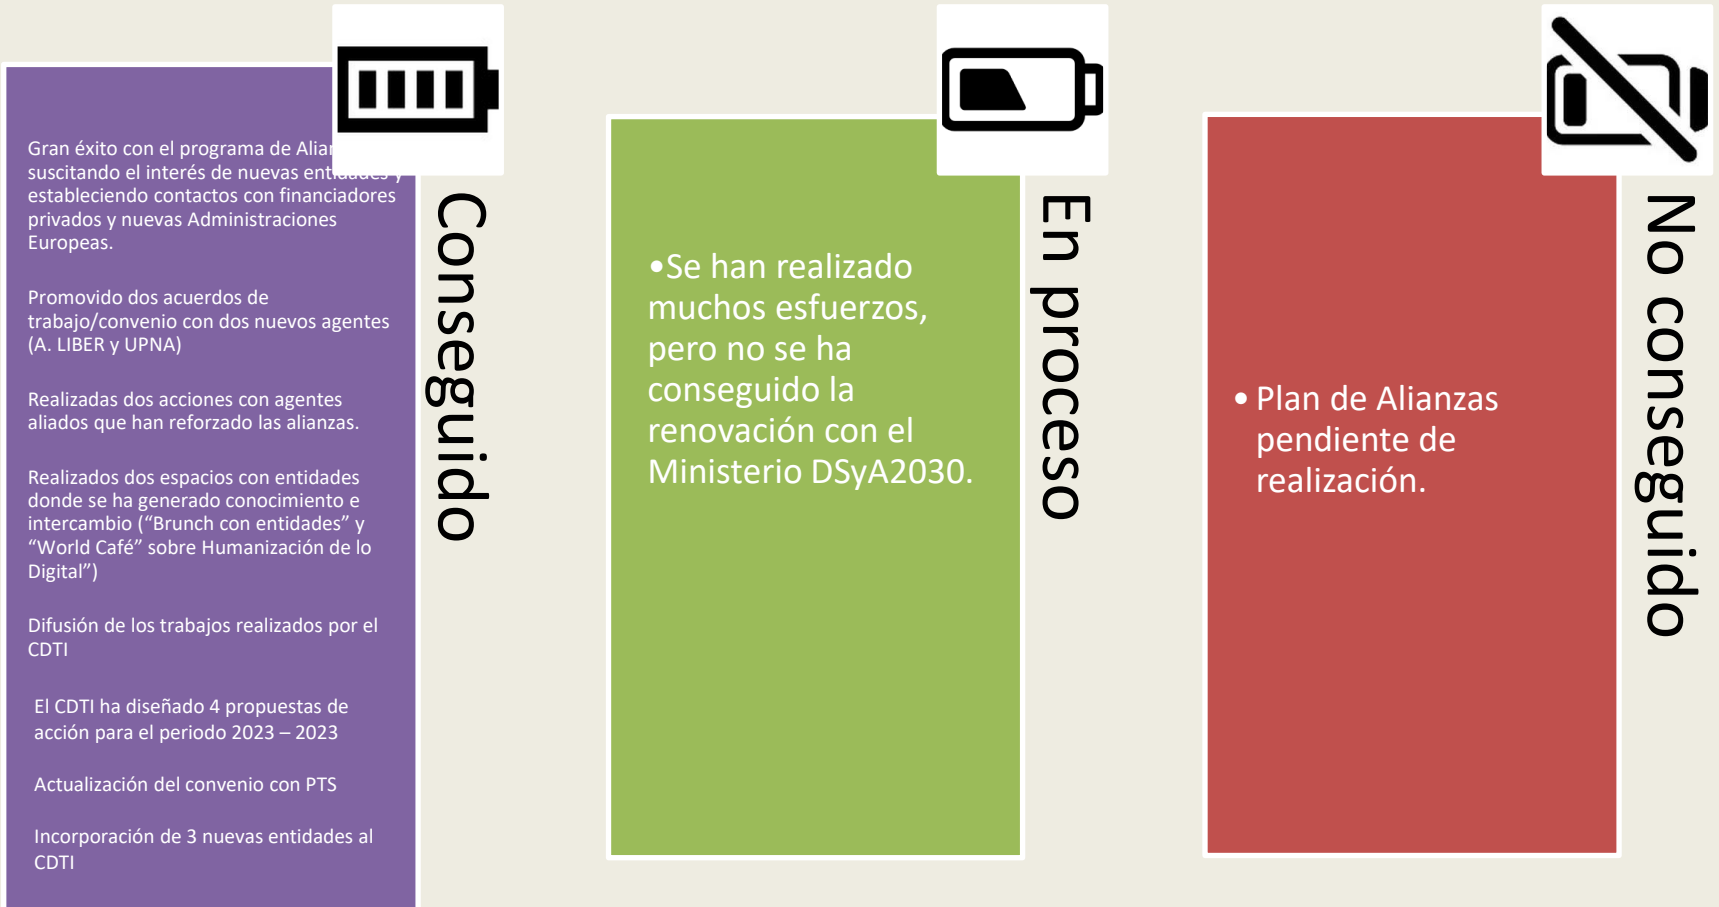 Gran éxito con el programa de
suscitando el interés de nuevas entidades y
estableciendo contactos con financiadores
privados y nuevas Administraciones
Europeas.
Promovido dos acuerdos de
trabajo/convenio con dos nuevos agentes
(A. LIBER y UPNA)
Realizadas dos acciones con agentes
aliados que han reforzado las alianzas.
Realizados dos espacios con entidades
donde se ha generado conocimiento e
intercambio (“Brunch con entidades” y
“World Café” sobre Humanización de lo
Digital”)
Difusión de los trabajos realizados por el
CDTI
El CDTI ha diseñado 4 propuestas de
acción para el periodo 2023 – 2023
Actualización del convenio con PTS
Incorporación de 3 nuevas entidades al
CDTI
Conseguido
•Se han realizado
muchos esfuerzos,
pero no se ha
conseguido la
renovación con el
Ministerio DSyA2030.
En proceso
• Plan de Alianzas
pendiente de
realización.
No conseguido